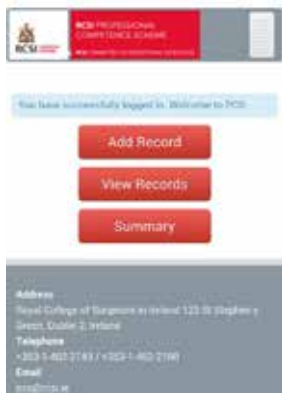 RCSI
RCSI PROFESSIONAL
COMPETENCE SCHEME
You have successfully logged in. Welcome to PCS
Add Record
View Records
Summary
Address
Royal College of Surgeons in Ireland 123 St Stephen's
Green, Dublin 2, Ireland
Telephone
Email